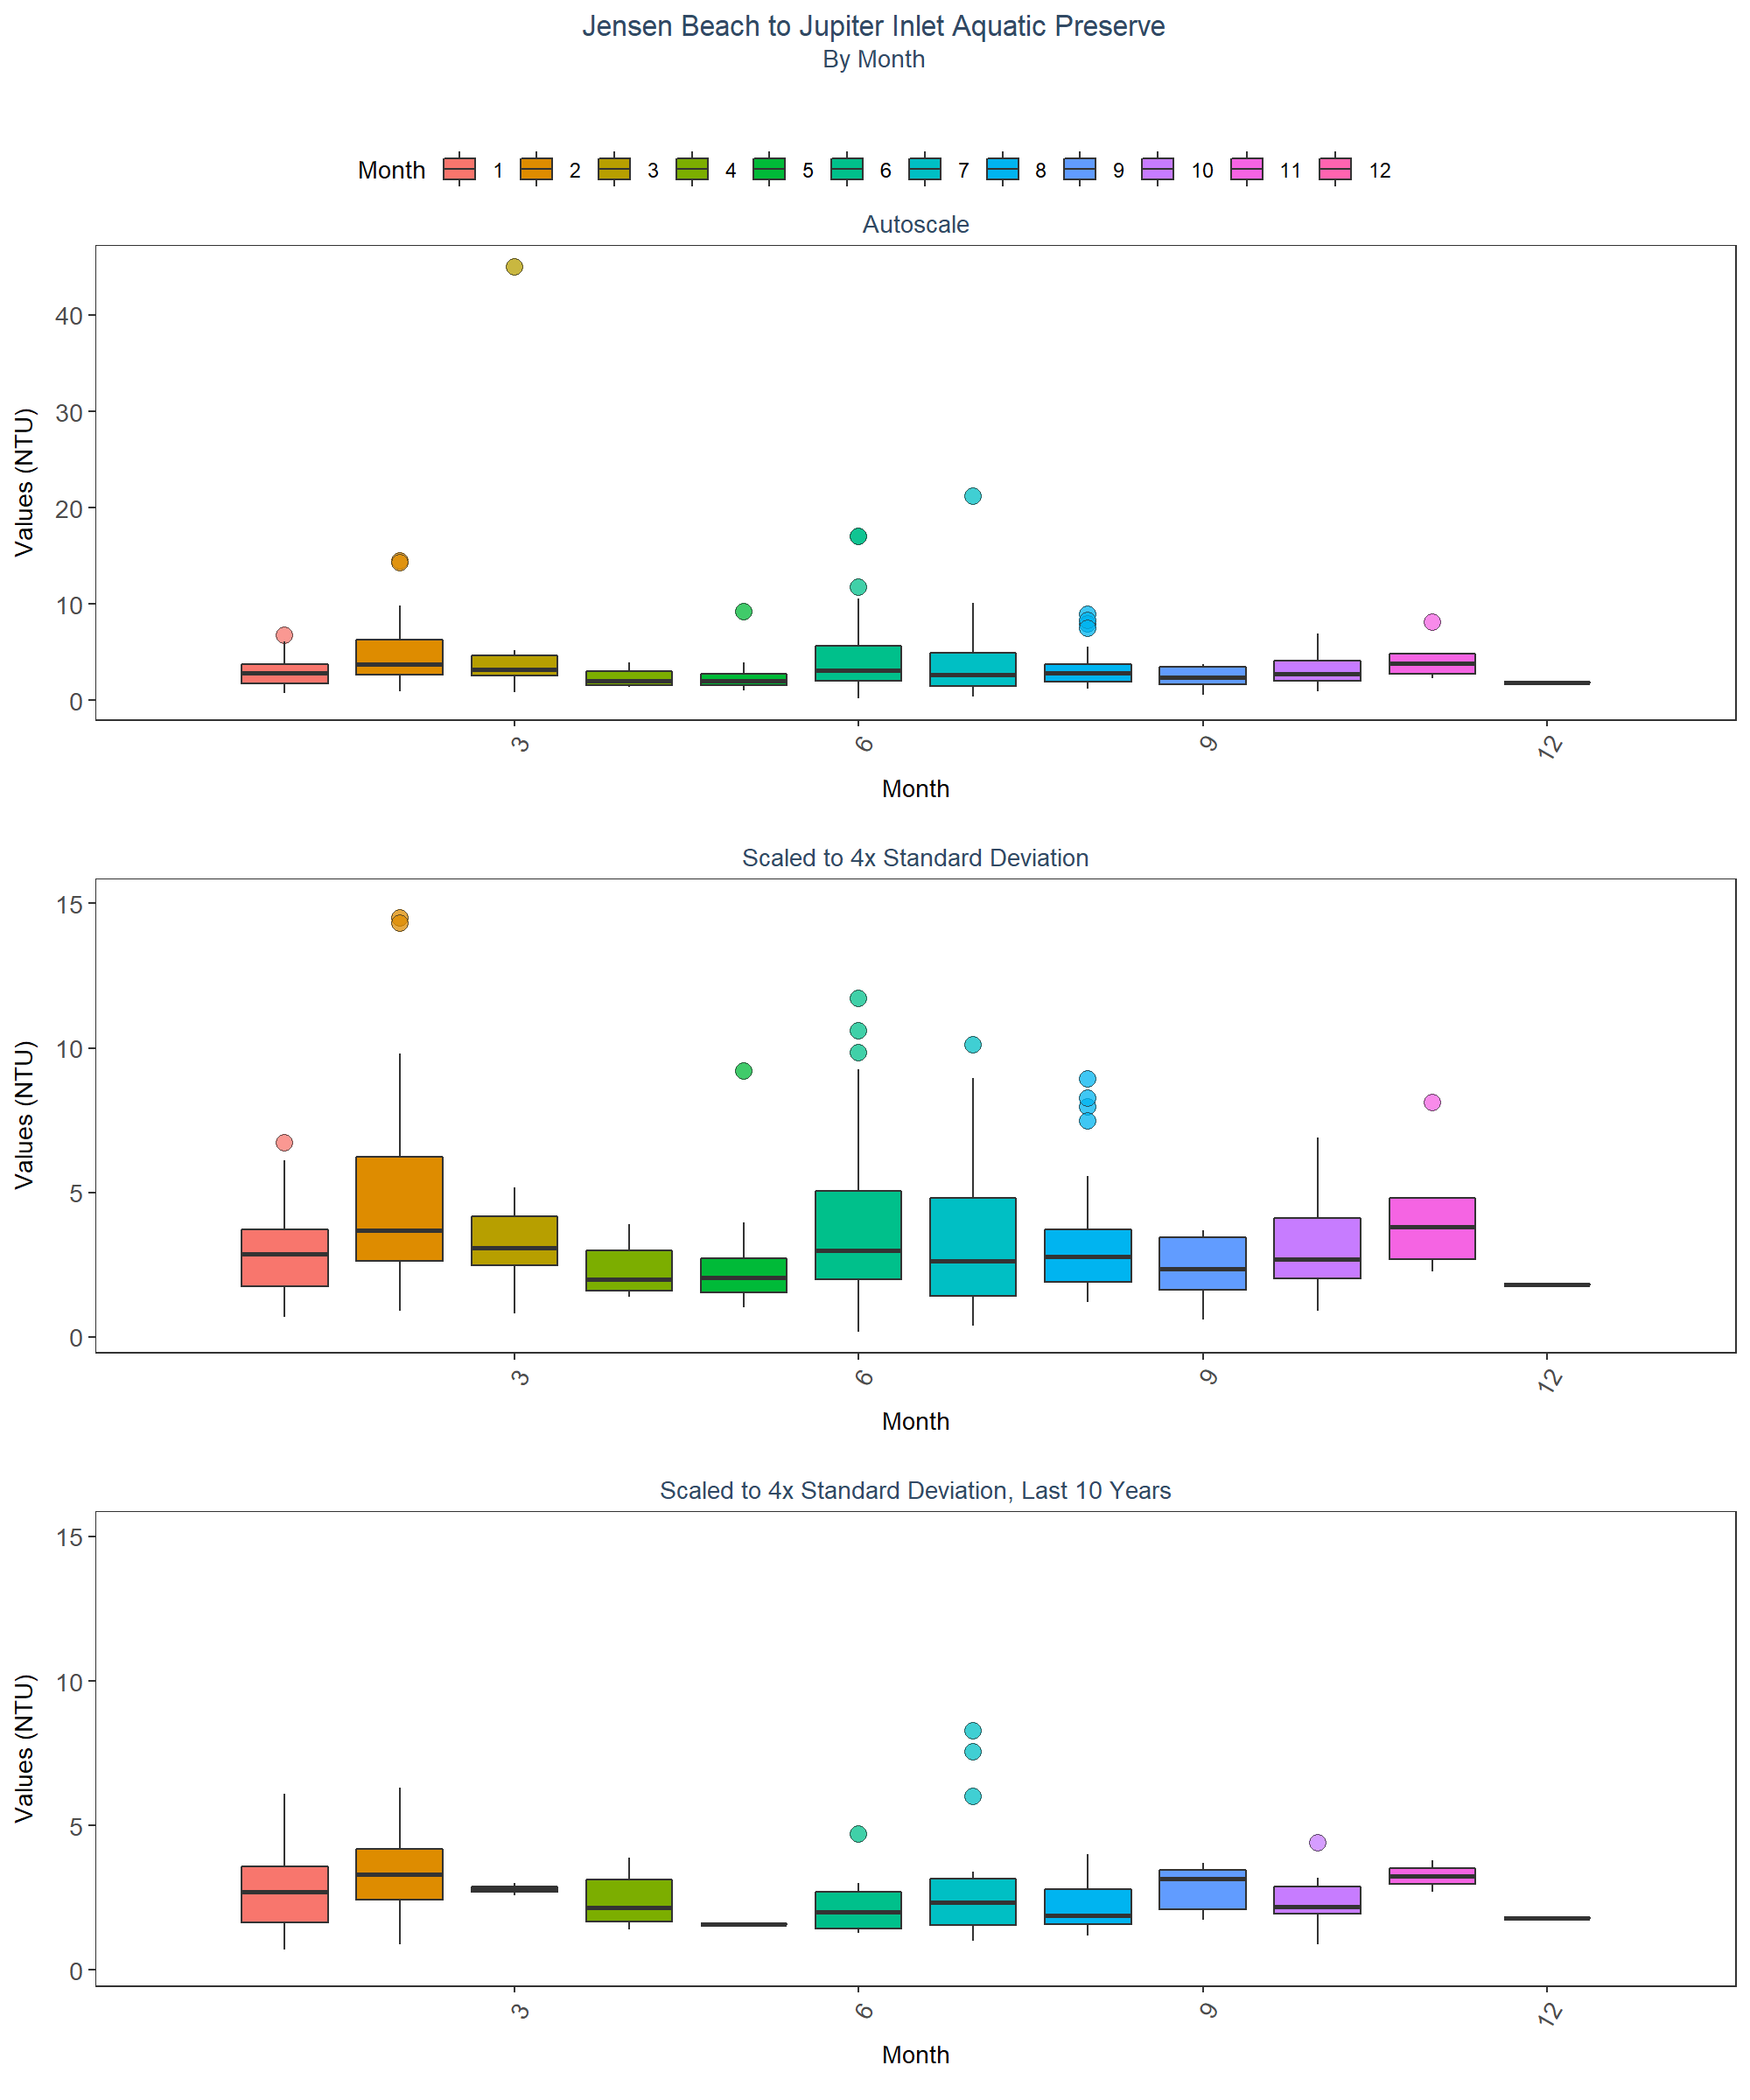 Jensen Beach to Jupiter Inlet Aquatic Preserve
By Month
Month 1 2 3 4 5 6 7 8 9 10 11 12
Autoscale
Values (NTU)
40
30
20
10
0
3 6 9 12
Month
Scaled to 4x Standard Deviation
Values (NTU)
15
10
5
0
3 6 9 12
Month
Scaled to 4x Standard Deviation, Last 10 Years
Values (NTU)
15
10
5
0
3 6 9 12
Month